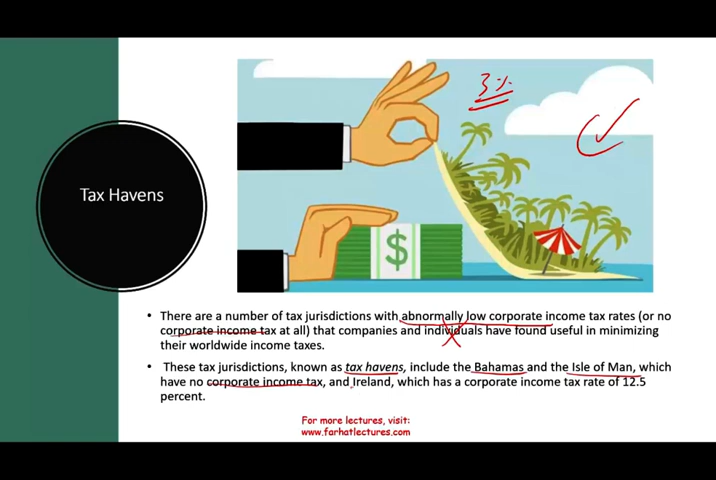 3%
$
Tax Havens
• There are a number of tax jurisdictions with abnormally low corporate income tax rates (or no
corporate income tax at all) that companies and individuals have found useful in minimizing
their worldwide income taxes.
• These tax jurisdictions, known as tax havens, include the Bahamas and the Isle of Man, which
have no corporate income tax, and Ireland, which has a corporate income tax rate of 12.5
percent.
For more lectures, visit:
www.farhatlectures.com